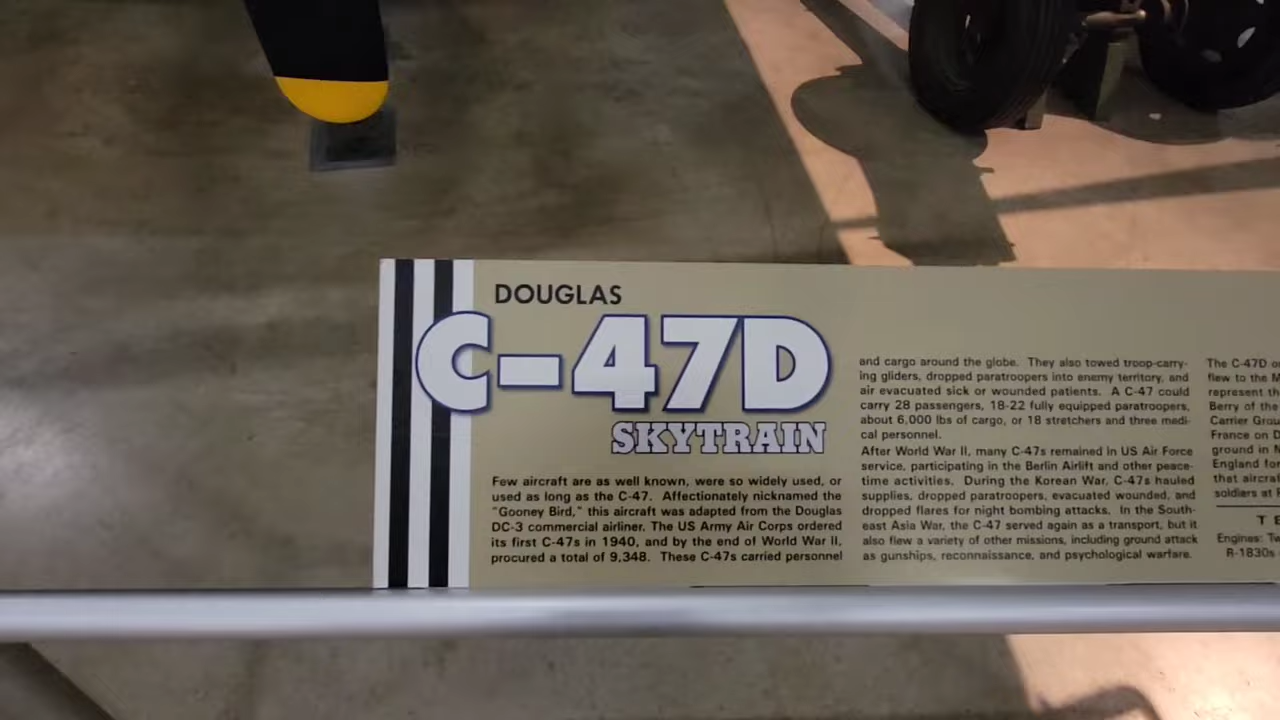 DOUGLAS
C-47D
SKYTRAIN
Few aircraft are as well known, were so widely used, or
used as long as the C-47. Affectionately nicknamed the
"Gooney Bird," this aircraft was adapted from the Douglas
DC-3 commercial airliner. The US Army Air Corps ordered
its first C-47s in 1940, and by the end of World War II,
procured a total of 9,348. These C-47s carried personnel
and cargo around the globe. They also towed troop-carry-
ing gliders, dropped paratroopers into enemy territory, and
air evacuated sick or wounded patients. A C-47 could
carry 28 passengers, 18-22 fully equipped paratroopers,
about 6,000 lbs of cargo, or 18 stretchers and three medi-
cal personnel.
After World War II, many C-47s remained in US Air Force
service, participating in the Berlin Airlift and other peace-
time activities. During the Korean War, C-47s hauled
supplies, dropped paratroopers, evacuated wounded, and
dropped flares for night bombing attacks. In the South-
east Asia War, the C-47 served again as a transport, but it
also flew a variety of other missions, including ground attack
as gunships, reconnaissance, and psychological warfare.
The C-47D
flew to the
represent
Berry of the
Carrier
France on
ground in
England
that
soldiers at
Engines:
R-1830s